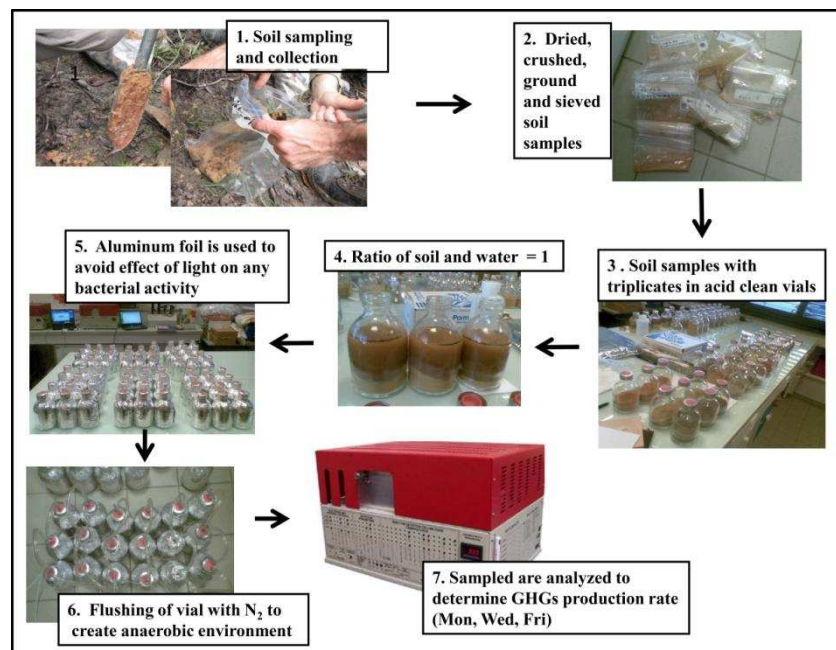 1. Soil sampling
and collection
2. Dried,
crushed,
ground
and sieved
soil
samples
3 . Soil samples with
triplicates in acid clean vials
4. Ratio of soil and water = 1
5. Aluminum foil is used to
avoid effect of light on any
bacterial activity
6. Flushing of vial with N₂ to
create anaerobic environment
7. Sampled are analyzed to
determine GHGs production rate
(Mon, Wed, Fri)